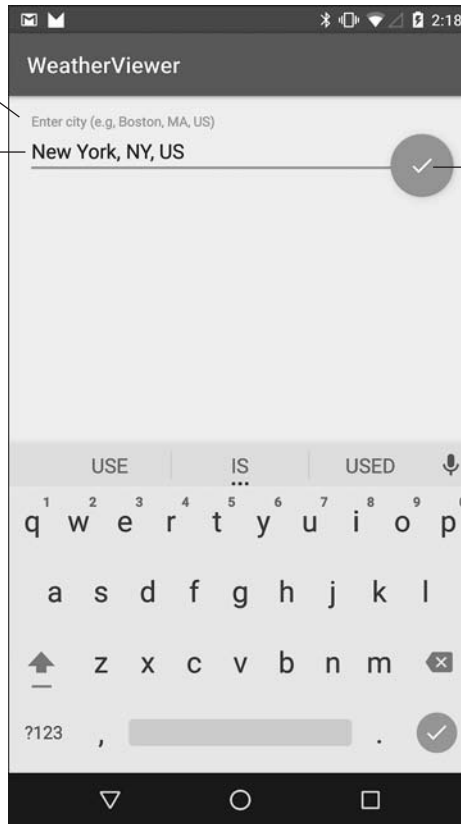 2:18
WeatherViewer
Enter city (e.g, Boston, MA, US)
New York, NY, US
USE IS USED
1 2 3 4 5 6 7 8 9
q w e r t y u i o p
a s d f g h j k l
z x c v b n m
?123 , .